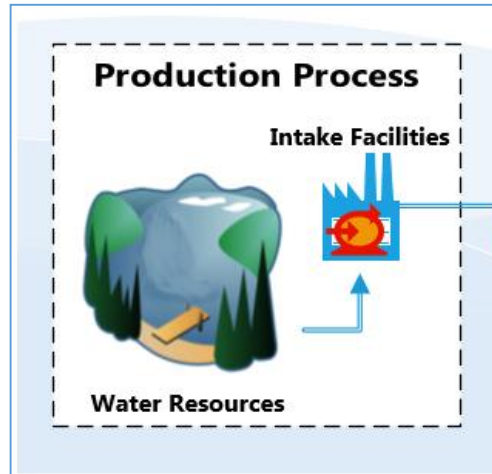 Production Process
Intake Facilities
Water Resources